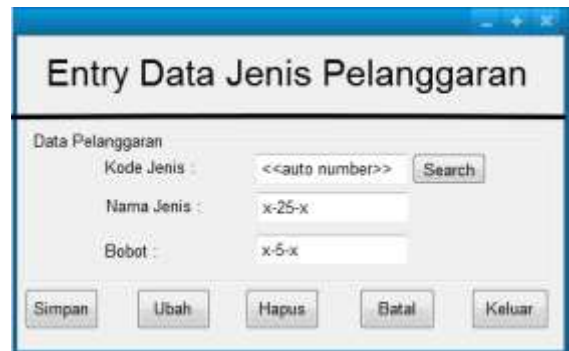 Entry Data Jenis Pelanggaran
Data Pelanggaran
Kode Jenis : <<auto number>> Search
Nama Jenis : x-25-x
Bobot : x-5-x
Simpan Ubah Hapus Batal Keluar